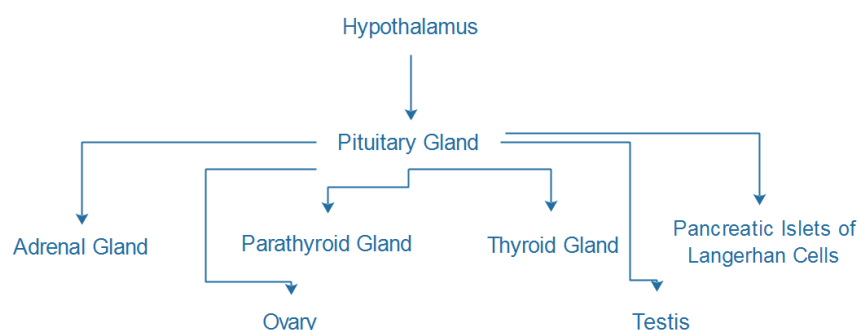 Hypothalamus
Pituitary Gland
Adrenal Gland
Parathyroid Gland
Thyroid Gland
Pancreatic Islets of
Langerhan Cells
Ovary
Testis